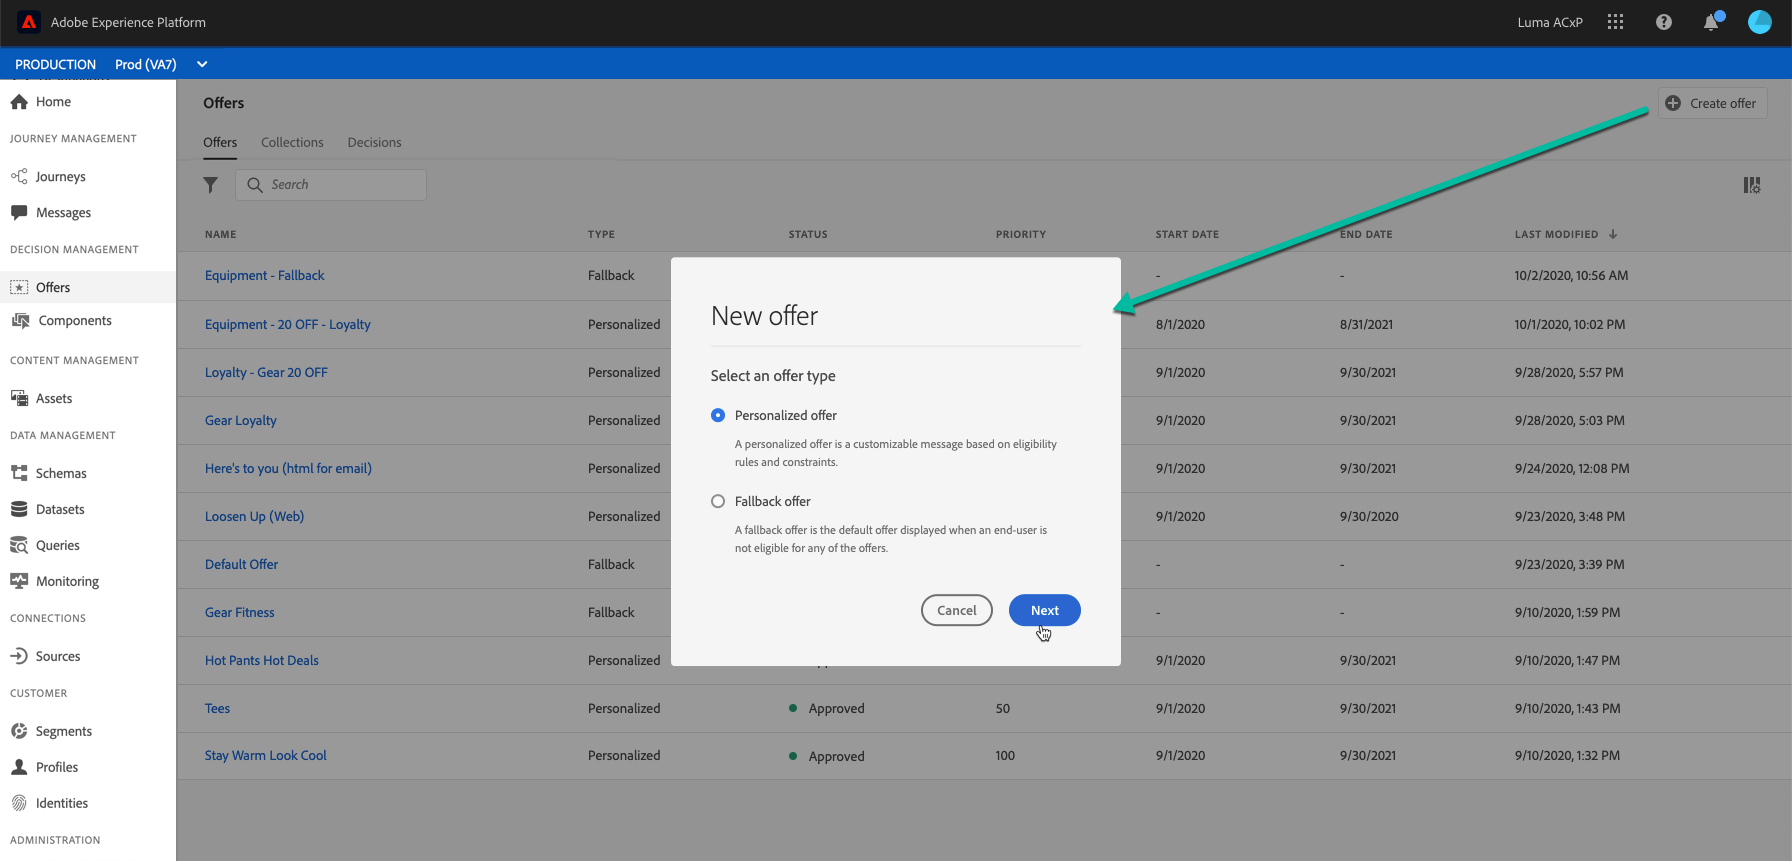 Adobe Experience Platform
Luma ACxP
PRODUCTION Prod (VA7)
Home
JOURNEY MANAGEMENT
Journeys
Messages
DECISION MANAGEMENT
Offers
Components
CONTENT MANAGEMENT
Assets
DATA MANAGEMENT
Schemas
Datasets
Queries
Monitoring
CONNECTIONS
Sources
CUSTOMER
Segments
Profiles
Identities
ADMINISTRATION
Offers
Create offer
Offers Collections Decisions
Search
NAME TYPE STATUS PRIORITY START DATE END DATE LAST MODIFIED
Equipment - Fallback Fallback - - 10/2/2020, 10:56 AM
Equipment - 20 OFF - Loyalty Personalized 8/1/2020 8/31/2021 10/1/2020, 10:02 PM
Loyalty - Gear 20 OFF Personalized 9/1/2020 9/30/2021 9/28/2020, 5:57 PM
Gear Loyalty Personalized 9/1/2020 9/30/2021 9/28/2020, 5:03 PM
Here's to you (html for email) Personalized 9/1/2020 9/30/2021 9/24/2020, 12:08 PM
Loosen Up (Web) Personalized 9/1/2020 9/30/2020 9/23/2020, 3:48 PM
Default Offer Fallback - - 9/23/2020, 3:39 PM
Gear Fitness Fallback - - 9/10/2020, 1:59 PM
Hot Pants Hot Deals Personalized 9/1/2020 9/30/2021 9/10/2020, 1:47 PM
Tees Personalized Approved 50 9/1/2020 9/30/2021 9/10/2020, 1:43 PM
Stay Warm Look Cool Personalized Approved 100 9/1/2020 9/30/2021 9/10/2020, 1:32 PM
New offer
Select an offer type
Personalized offer
A personalized offer is a customizable message based on eligibility
rules and constraints.
Fallback offer
A fallback offer is the default offer displayed when an end-user is
not eligible for any of the offers.
Cancel Next